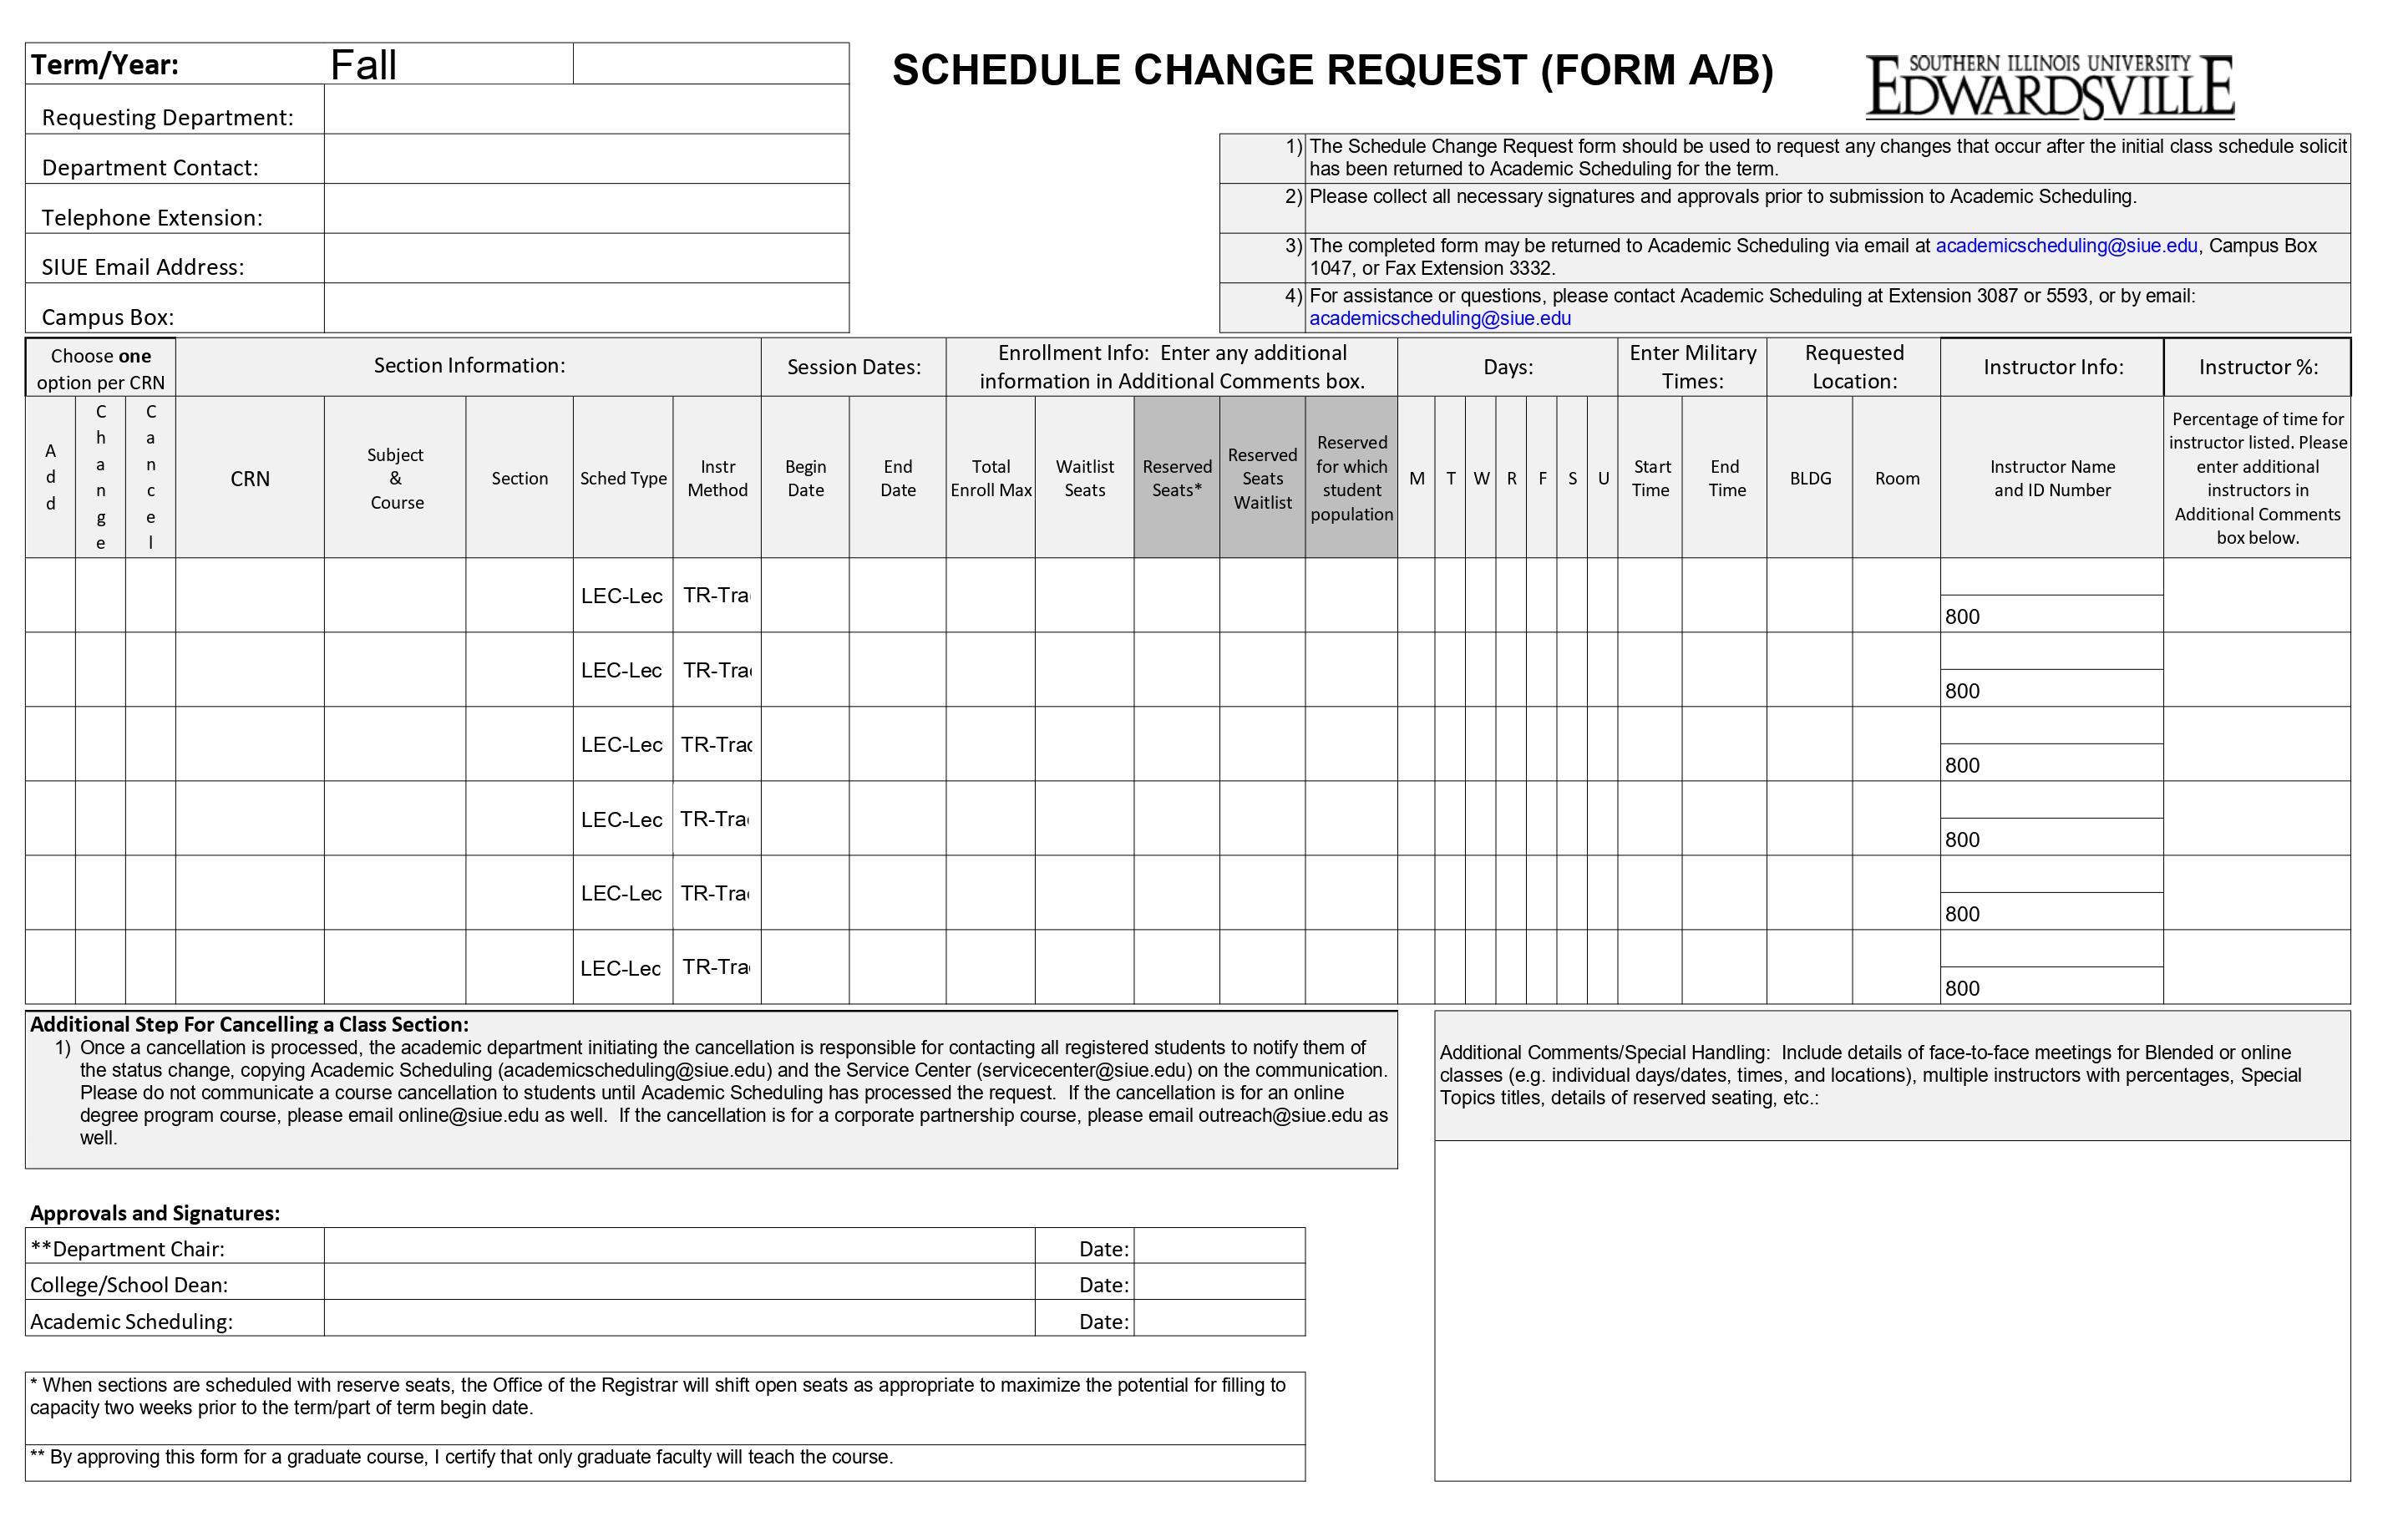 Term/Year: Fall
SCHEDULE CHANGE REQUEST (FORM A/B)
SOUTHERN ILLINOIS UNIVERSITY
EDWARDSVILLE
Requesting Department:
Department Contact:
Telephone Extension:
SIUE Email Address:
Campus Box:
1) The Schedule Change Request form should be used to request any changes that occur after the initial class schedule solicit
has been returned to Academic Scheduling for the term.
2) Please collect all necessary signatures and approvals prior to submission to Academic Scheduling.
3) The completed form may be returned to Academic Scheduling via email at academicscheduling@siue.edu, Campus Box
1047, or Fax Extension 3332.
4) For assistance or questions, please contact Academic Scheduling at Extension 3087 or 5593, or by email:
academicscheduling@siue.edu
Choose one
option per CRN
Section Information:
Session Dates:
Enrollment Info:  Enter any additional
information in Additional Comments box.
Days:
Enter Military
Times:
Requested
Location:
Instructor Info:
Instructor %:
Add
Change
Cancel
CRN
Subject
&
Course
Section
Sched Type
Instr
Method
Begin
Date
End
Date
Total
Enroll Max
Waitlist
Seats
Reserved
Seats*
Reserved
Seats
Waitlist
Reserved
for which
student
population
M T W R F S U
Start
Time
End
Time
BLDG
Room
Instructor Name
and ID Number
Percentage of time for
instructor listed. Please
enter additional
instructors in
Additional Comments
box below.
LEC-Lec TR-Tra 800
LEC-Lec TR-Tra 800
LEC-Lec TR-Trad 800
LEC-Lec TR-Tra 800
LEC-Lec TR-Tra 800
LEC-Lec TR-Tra 800
Additional Step For Cancelling a Class Section:
1) Once a cancellation is processed, the academic department initiating the cancellation is responsible for contacting all registered students to notify them of
the status change, copying Academic Scheduling (academicscheduling@siue.edu) and the Service Center (servicecenter@siue.edu) on the communication.
Please do not communicate a course cancellation to students until Academic Scheduling has processed the request.  If the cancellation is for an online
degree program course, please email online@siue.edu as well.  If the cancellation is for a corporate partnership course, please email outreach@siue.edu as
well.
Additional Comments/Special Handling:  Include details of face-to-face meetings for Blended or online
classes (e.g. individual days/dates, times, and locations), multiple instructors with percentages, Special
Topics titles, details of reserved seating, etc.:
Approvals and Signatures:
**Department Chair: Date:
College/School Dean: Date:
Academic Scheduling: Date:
* When sections are scheduled with reserve seats, the Office of the Registrar will shift open seats as appropriate to maximize the potential for filling to
capacity two weeks prior to the term/part of term begin date.
** By approving this form for a graduate course, I certify that only graduate faculty will teach the course.